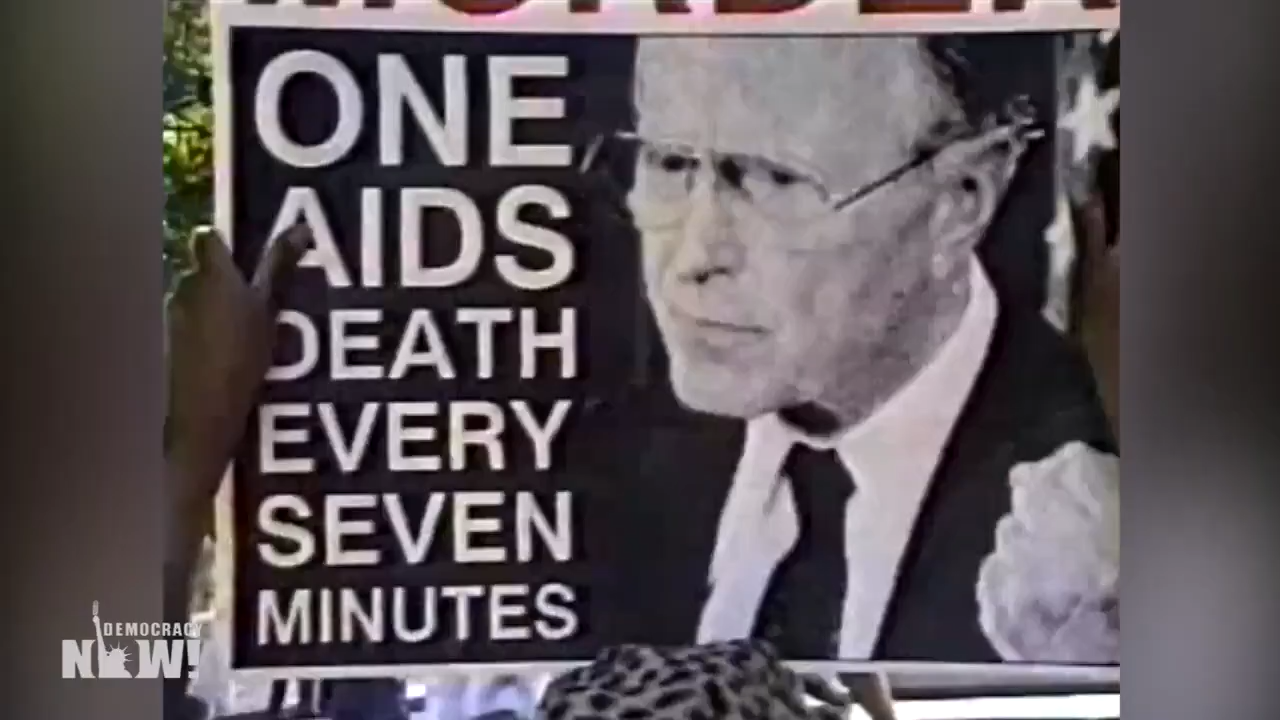 ONE
AIDS
DEATH
EVERY
SEVEN
MINUTES
DEMOCRACY
NOW!